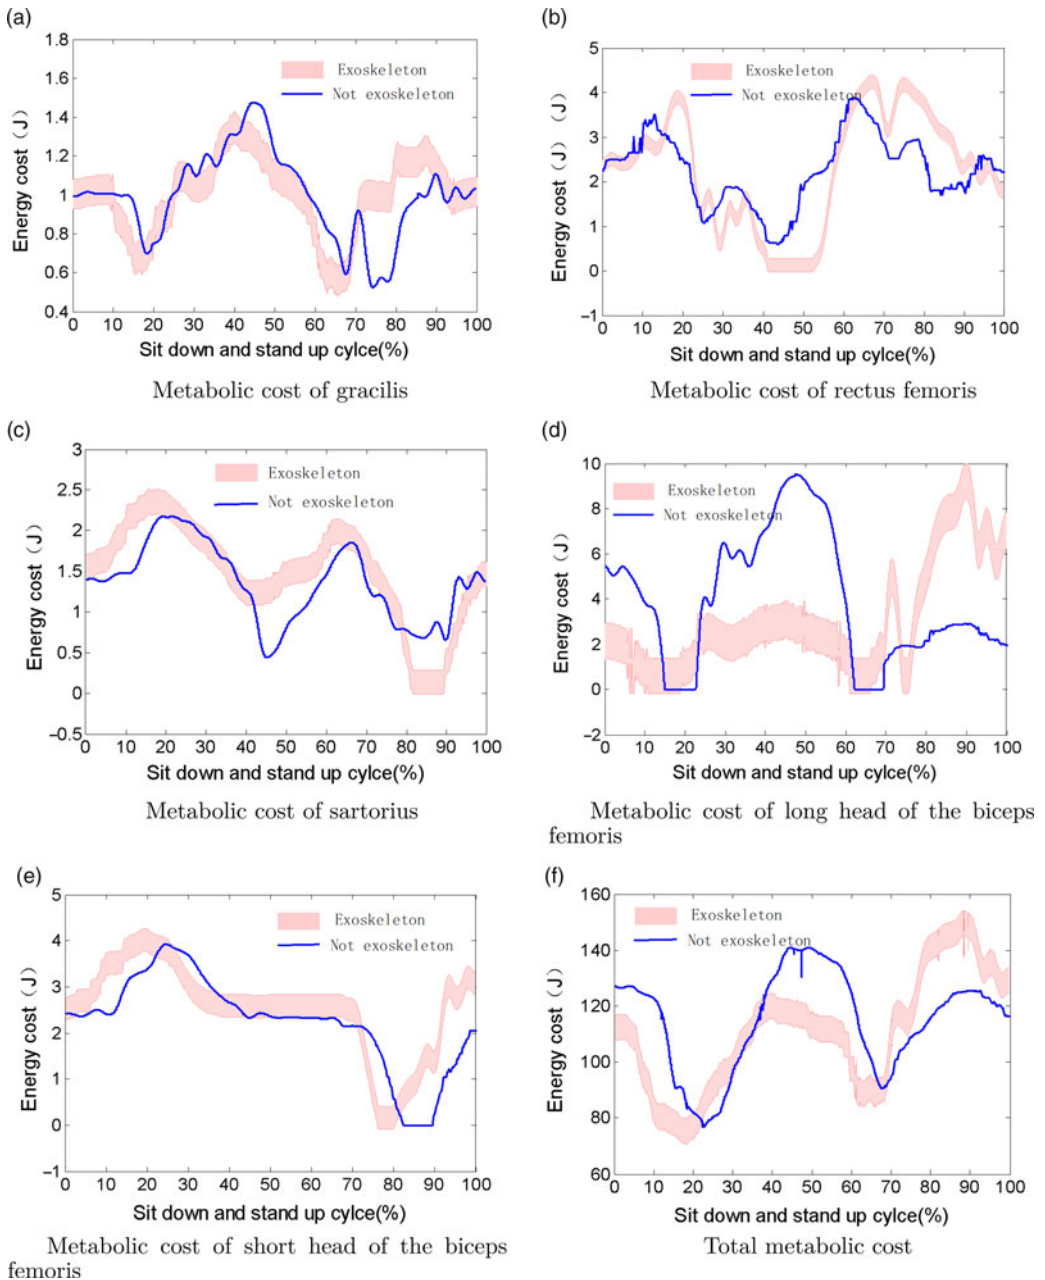 (a)
1.8
1.6
1.4
1.2
1
0.8
0.6
0.4
Energy cost (J)
Exoskeleton
Not exoskeleton
0 10 20 30 40 50 60 70 80 90 100
Sit down and stand up cylce(%)
Metabolic cost of gracilis
(b)
5
4
3
2
1
0
−1
Energy cost (J) (J)
Exoskeleton
Not exoskeleton
0 10 20 30 40 50 60 70 80 90 100
Sit down and stand up cylce(%)
Metabolic cost of rectus femoris
(c)
3
2.5
2
1.5
1
0.5
0
−0.5
Energy cost (J)
Exoskeleton
Not exoskeleton
0 10 20 30 40 50 60 70 80 90 100
Sit down and stand up cylce(%)
Metabolic cost of sartorius
(d)
10
8
6
4
2
0
−2
Energy cost (J)
Exoskeleton
Not exoskeleton
0 10 20 30 40 50 60 70 80 90 100
Sit down and stand up cylce(%)
Metabolic cost of long head of the biceps
femoris
(e)
5
4
3
2
1
0
−1
Energy cost (J)
Exoskeleton
Not exoskeleton
0 10 20 30 40 50 60 70 80 90 100
Sit down and stand up cylce(%)
Metabolic cost of short head of the biceps
femoris
(f)
160
140
120
100
80
60
Energy cost (J)
Exoskeleton
Not exoskeleton
0 10 20 30 40 50 60 70 80 90 100
Sit down and stand up cylce(%)
Total metabolic cost